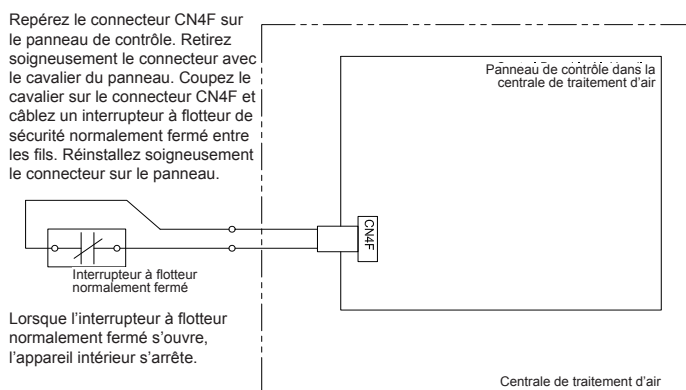 Repérez le connecteur CN4F sur
le panneau de contrôle. Retirez
soigneusement le connecteur avec
le cavalier du panneau. Coupez le
cavalier sur le connecteur CN4F et
câblez un interrupteur à flotteur de
sécurité normalement fermé entre
les fils. Réinstallez soigneusement
le connecteur sur le panneau.
Panneau de contrôle dans la
centrale de traitement d’air
CN4F
Interrupteur à flotteur
normalement fermé
Lorsque l’interrupteur à flotteur
normalement fermé s’ouvre,
l’appareil intérieur s’arrête.
Centrale de traitement d’air